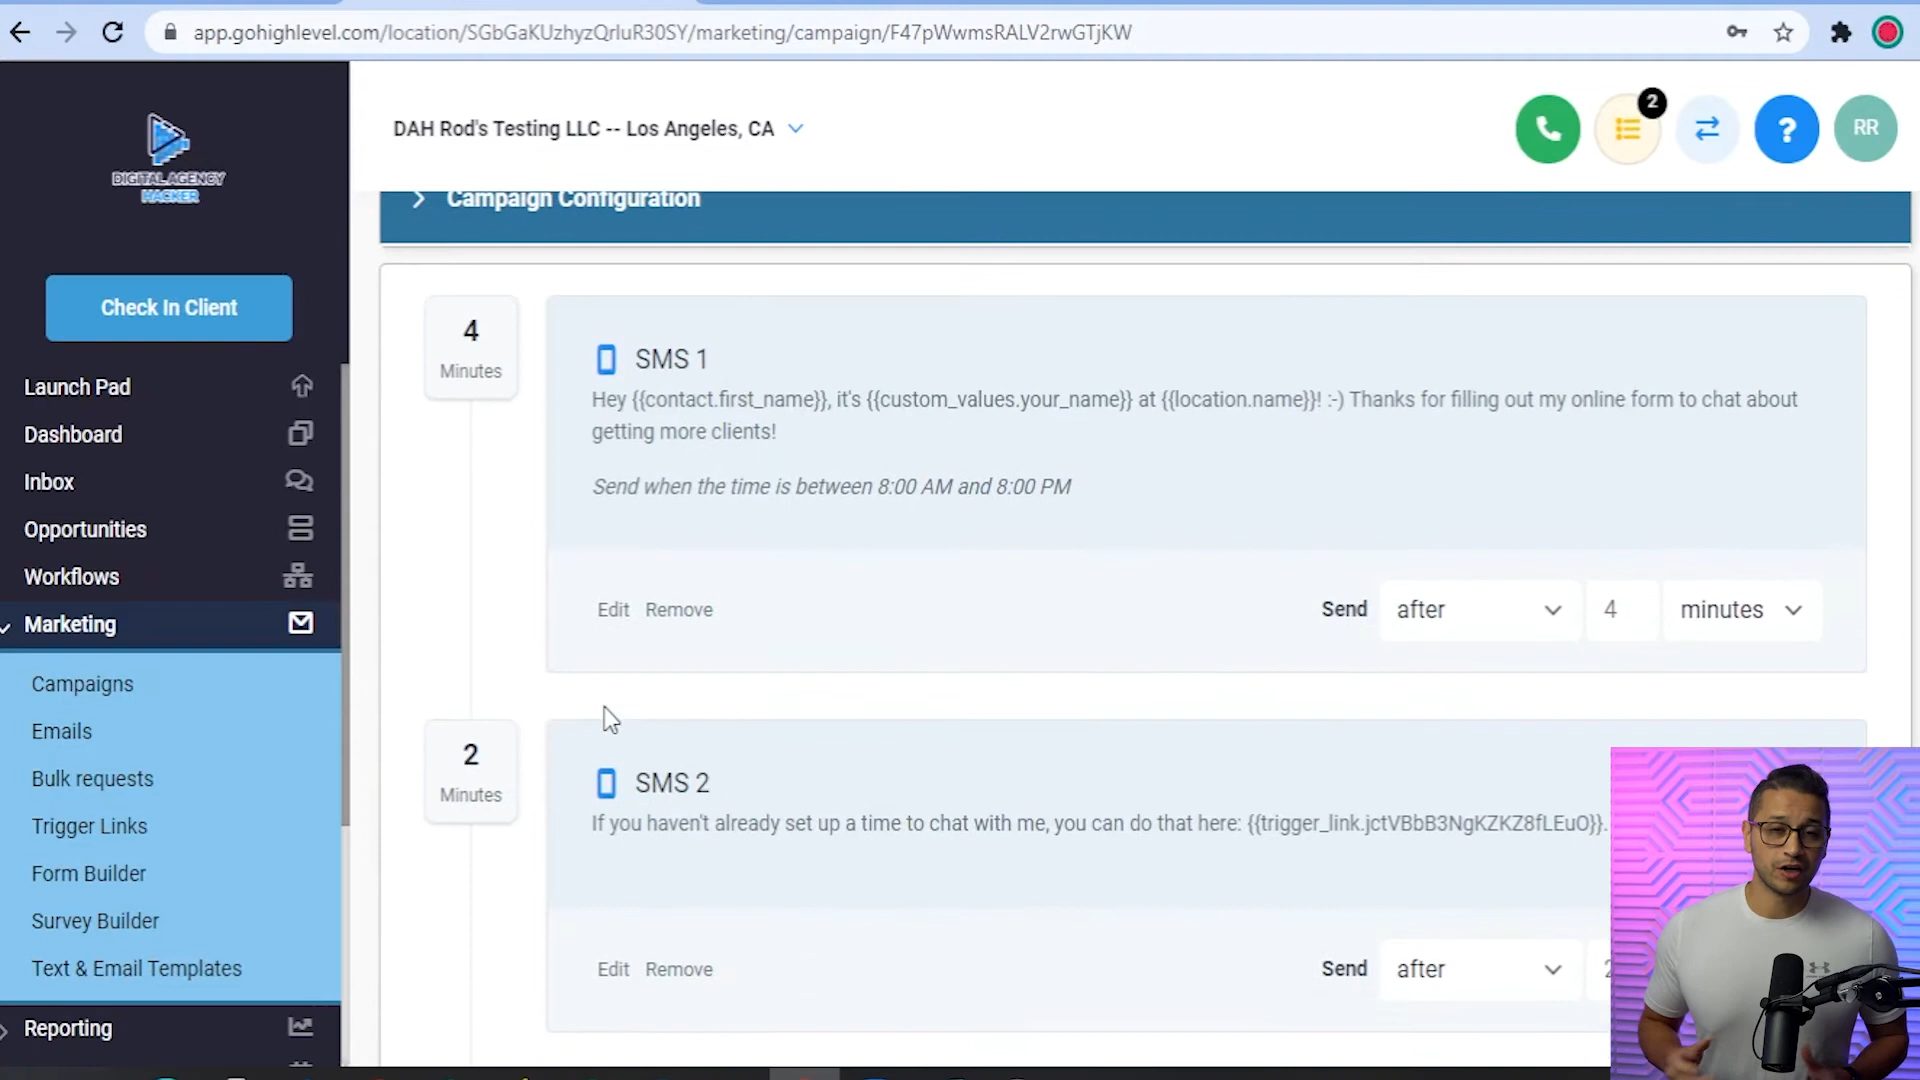 app.gohighlevel.com/location/SGbGaKUzhyzQrluR30SY/marketing/campaign/F47pWwmsRALV2rwGTjKW
DIGITAL AGENCY
HACKER
Check In Client
Launch Pad
Dashboard
Inbox
Opportunities
Workflows
Marketing
Campaigns
Emails
Bulk requests
Trigger Links
Form Builder
Survey Builder
Text & Email Templates
Reporting
DAH Rod's Testing LLC -- Los Angeles, CA
2
?
RR
Campaign Configuration
4
Minutes
SMS 1
Hey {{contact.first_name}}, it's {{custom_values.your_name}} at {{location.name}}! :-) Thanks for filling out my online form to chat about
getting more clients!
Send when the time is between 8:00 AM and 8:00 PM
Edit Remove
Send after 4 minutes
2
Minutes
SMS 2
If you haven't already set up a time to chat with me, you can do that here: {{trigger_link.jctVBbB3NgKZKZ8fLEuO}}.
Edit Remove
Send after